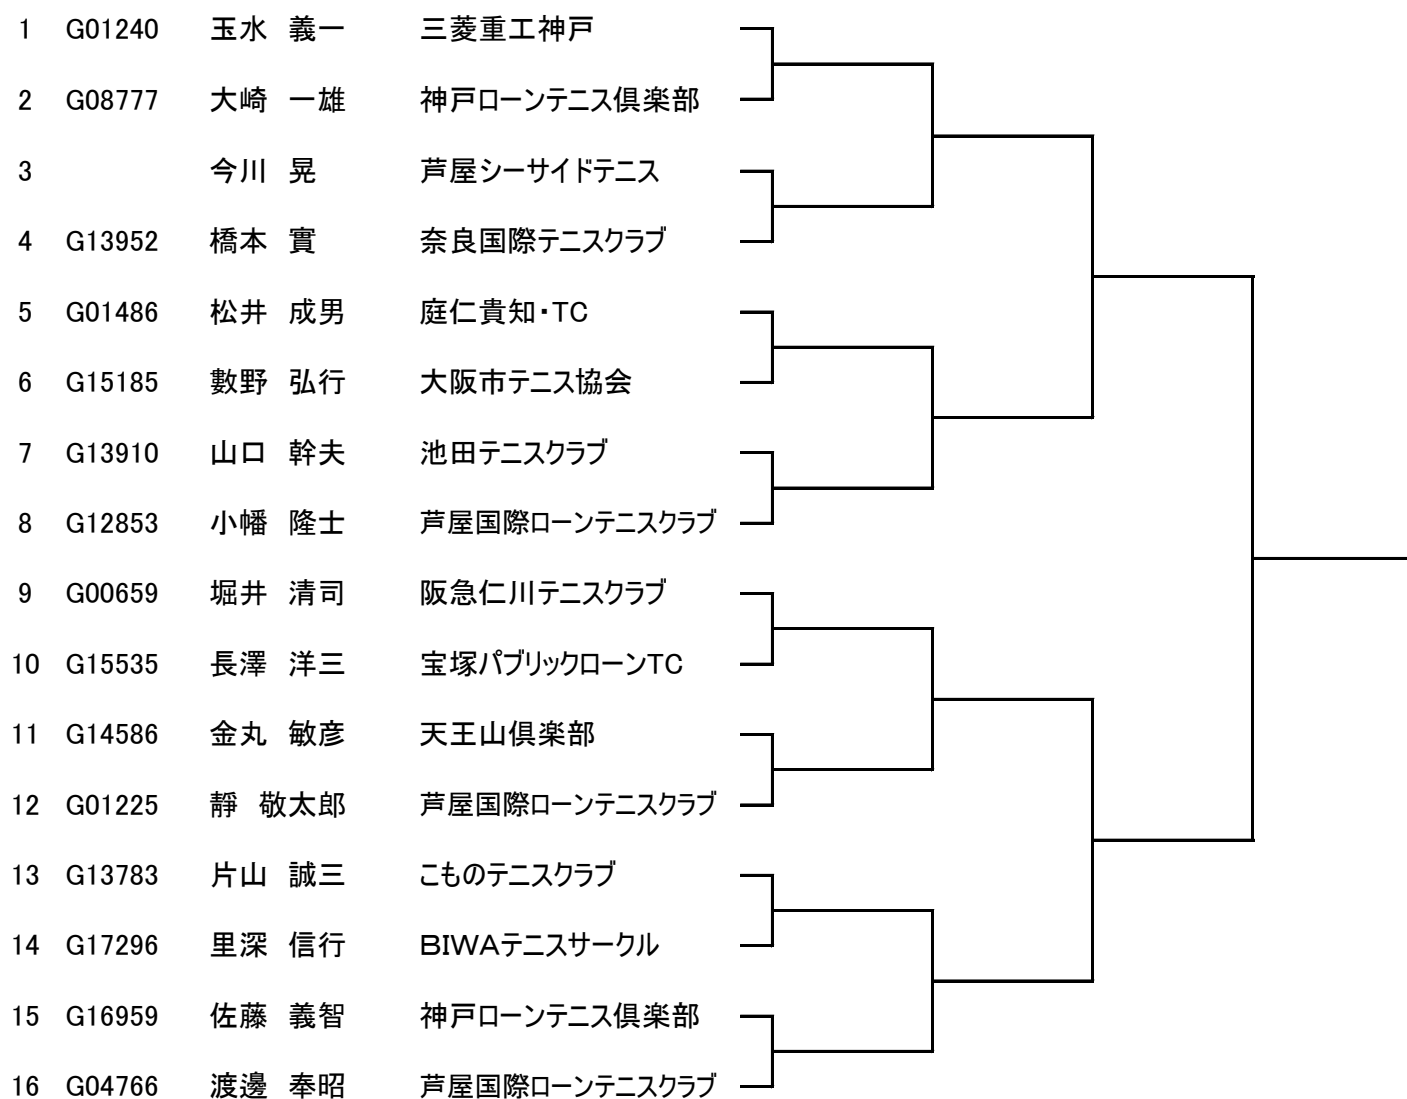 1 G01240 玉水 義一 三菱重工神戸
2 G08777 大崎 一雄 神戸ローンテニス倶楽部
3 今川 晃 芦屋シーサイドテニス
4 G13952 橋本 實 奈良国際テニスクラブ
5 G01486 松井 成男 庭仁貴知・TC
6 G15185 數野 弘行 大阪市テニス協会
7 G13910 山口 幹夫 池田テニスクラブ
8 G12853 小幡 隆士 芦屋国際ローンテニスクラブ
9 G00659 堀井 清司 阪急仁川テニスクラブ
10 G15535 長澤 洋三 宝塚パブリックローンTC
11 G14586 金丸 敏彦 天王山倶楽部
12 G01225 靜 敬太郎 芦屋国際ローンテニスクラブ
13 G13783 片山 誠三 こものテニスクラブ
14 G17296 里深 信行 BIWAテニスサークル
15 G16959 佐藤 義智 神戸ローンテニス倶楽部
16 G04766 渡邊 奉昭 芦屋国際ローンテニスクラブ